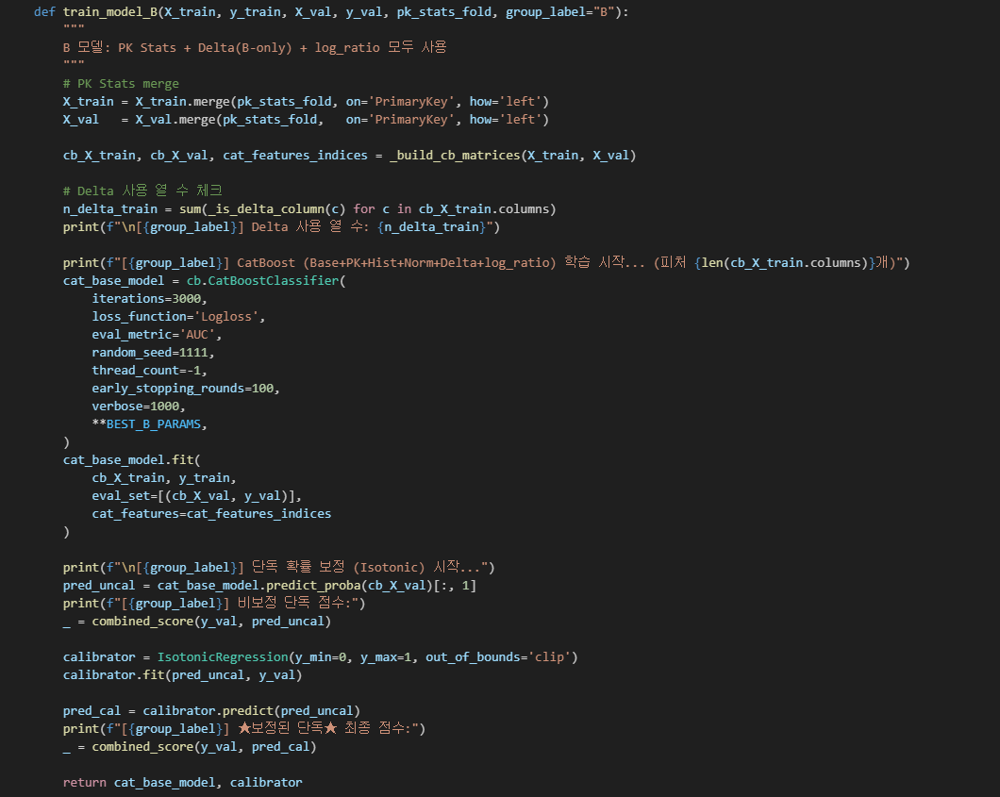 def train_model_B(X_train, y_train, X_val, y_val, pk_stats_fold, group_label="B"):
    """
    B 모델: PK Stats + Delta(B-only) + log_ratio 모두 사용
    """
    # PK Stats merge
    X_train = X_train.merge(pk_stats_fold, on='PrimaryKey', how='left')
    X_val   = X_val.merge(pk_stats_fold,   on='PrimaryKey', how='left')

    cb_X_train, cb_X_val, cat_features_indices = _build_cb_matrices(X_train, X_val)

    # Delta 사용 열 수 체크
    n_delta_train = sum(_is_delta_column(c) for c in cb_X_train.columns)
    print(f"\n[{group_label}] Delta 사용 열 수: {n_delta_train}")

    print(f"[{group_label}] CatBoost (Base+PK+Hist+Norm+Delta+log_ratio) 학습 시작... (피처 {len(cb_X_train.columns)}개)")
    cat_base_model = cb.CatBoostClassifier(
        iterations=3000,
        loss_function='Logloss',
        eval_metric='AUC',
        random_seed=1111,
        thread_count=-1,
        early_stopping_rounds=100,
        verbose=1000,
        **BEST_B_PARAMS,
    )
    cat_base_model.fit(
        cb_X_train, y_train,
        eval_set=[(cb_X_val, y_val)],
        cat_features=cat_features_indices
    )

    print(f"\n[{group_label}] 단독 확률 보정 (Isotonic) 시작...")
    pred_uncal = cat_base_model.predict_proba(cb_X_val)[:, 1]
    print(f"[{group_label}] 비보정 단독 점수:")
    _ = combined_score(y_val, pred_uncal)

    calibrator = IsotonicRegression(y_min=0, y_max=1, out_of_bounds='clip')
    calibrator.fit(pred_uncal, y_val)

    pred_cal = calibrator.predict(pred_uncal)
    print(f"[{group_label}] ★보정된 단독★ 최종 점수:")
    _ = combined_score(y_val, pred_cal)

    return cat_base_model, calibrator